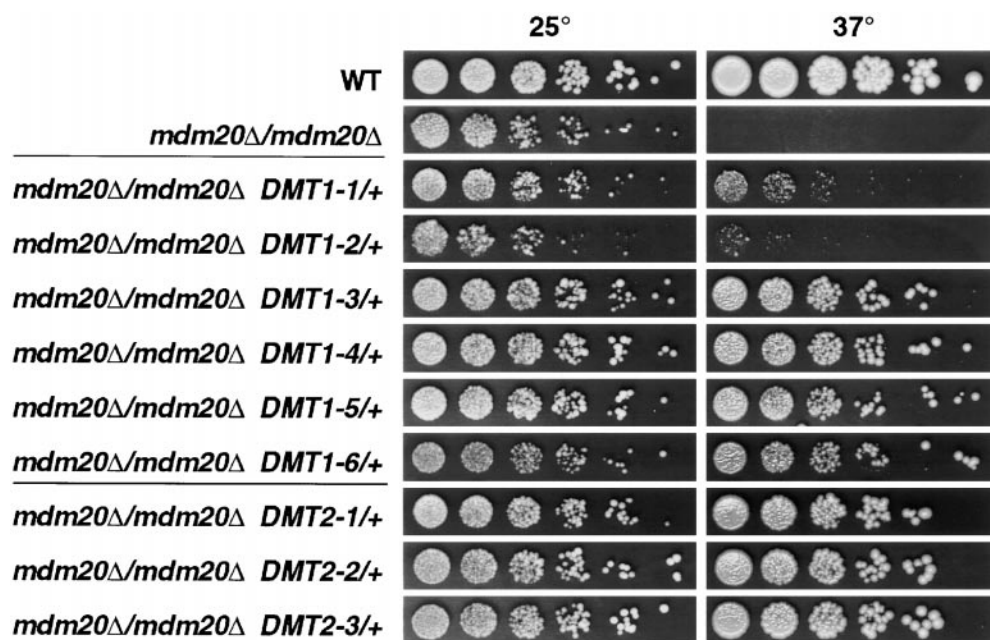 25° 37°
WT
mdm20Δ/mdm20Δ
mdm20Δ/mdm20Δ DMT1-1/+
mdm20Δ/mdm20Δ DMT1-2/+
mdm20Δ/mdm20Δ DMT1-3/+
mdm20Δ/mdm20Δ DMT1-4/+
mdm20Δ/mdm20Δ DMT1-5/+
mdm20Δ/mdm20Δ DMT1-6/+
mdm20Δ/mdm20Δ DMT2-1/+
mdm20Δ/mdm20Δ DMT2-2/+
mdm20Δ/mdm20Δ DMT2-3/+